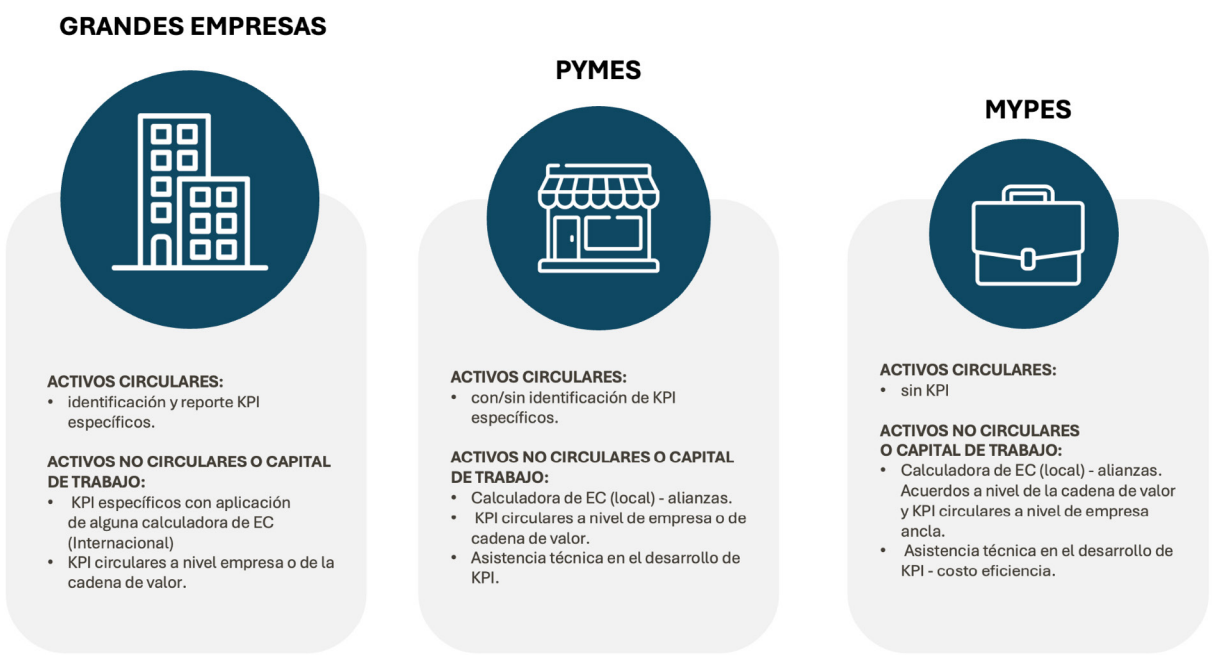 GRANDES EMPRESAS
ACTIVOS CIRCULARES:
• identificación y reporte KPI
específicos.
ACTIVOS NO CIRCULARES O CAPITAL
DE TRABAJO:
• KPI específicos con aplicación
de alguna calculadora de EC
(Internacional)
• KPI circulares a nivel empresa o de la
cadena de valor.
PYMES
ACTIVOS CIRCULARES:
• con/sin identificación de KPI
específicos.
ACTIVOS NO CIRCULARES O CAPITAL
DE TRABAJO:
• Calculadora de EC (local) - alianzas.
• KPI circulares a nivel de empresa o de
cadena de valor.
• Asistencia técnica en el desarrollo de
KPI.
MYPES
ACTIVOS CIRCULARES:
• sin KPI
ACTIVOS NO CIRCULARES
O CAPITAL DE TRABAJO:
• Calculadora de EC (local) - alianzas.
Acuerdos a nivel de la cadena de valor
y KPI circulares a nivel de empresa
ancla.
• Asistencia técnica en el desarrollo de
KPI - costo eficiencia.